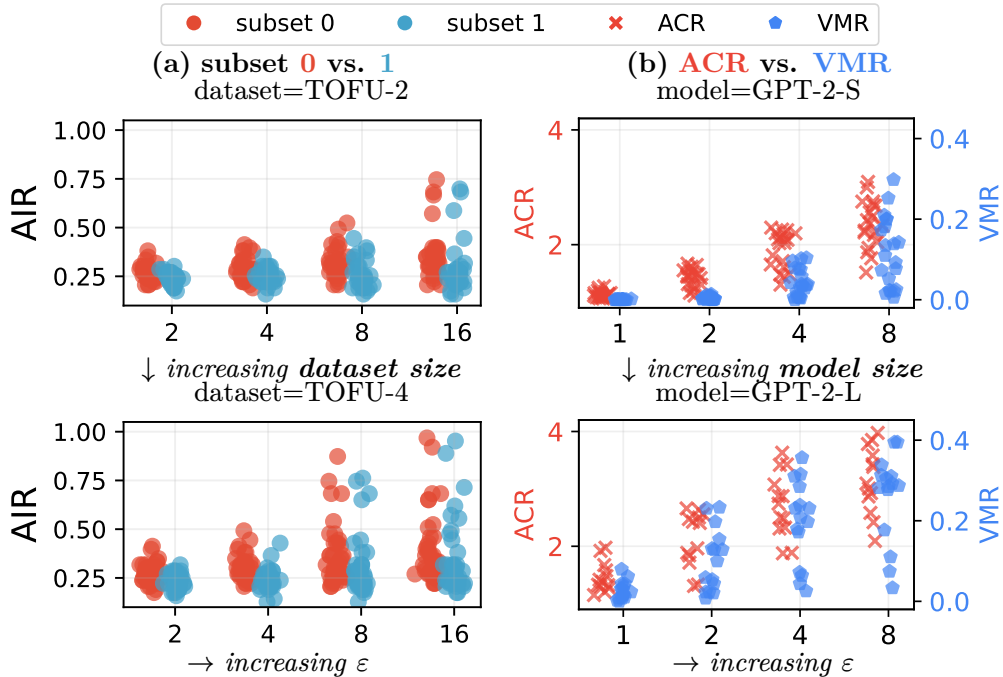 subset 0 subset 1 ACR VMR
(a) subset 0 vs. 1
dataset=TOFU-2
AIR
1.00
0.75
0.50
0.25
2 4 8 16
↓ increasing dataset size
dataset=TOFU-4
AIR
1.00
0.75
0.50
0.25
2 4 8 16
→ increasing ε
(b) ACR vs. VMR
model=GPT-2-S
ACR
4
2
VMR
0.4
0.2
0.0
1 2 4 8
↓ increasing model size
model=GPT-2-L
ACR
4
2
VMR
0.4
0.2
0.0
1 2 4 8
→ increasing ε